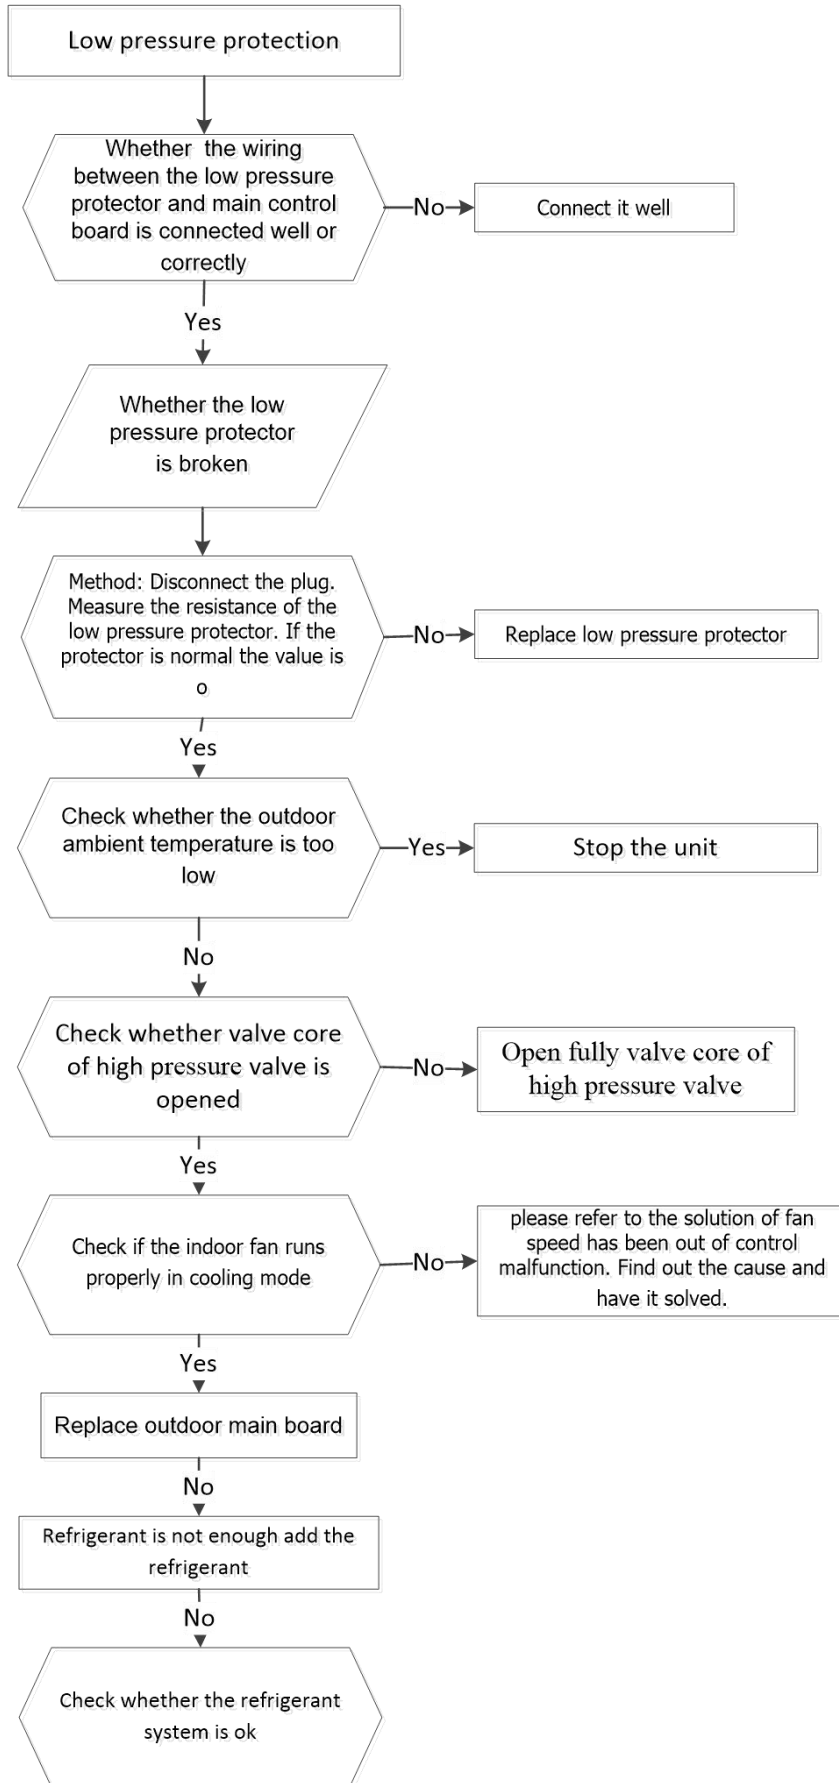 Low pressure protection
Whether the wiring
between the low pressure
protector and main control
board is connected well or
correctly
No
Connect it well
Yes
Whether the low
pressure protector
is broken
Method: Disconnect the plug.
Measure the resistance of the
low pressure protector. If the
protector is normal the value is
o
No
Replace low pressure protector
Yes
Check whether the outdoor
ambient temperature is too
low
Yes
Stop the unit
No
Check whether valve core
of high pressure valve is
opened
No
Open fully valve core of
high pressure valve
Yes
Check if the indoor fan runs
properly in cooling mode
No
please refer to the solution of fan
speed has been out of control
malfunction. Find out the cause and
have it solved.
Yes
Replace outdoor main board
No
Refrigerant is not enough add the
refrigerant
No
Check whether the refrigerant
system is ok